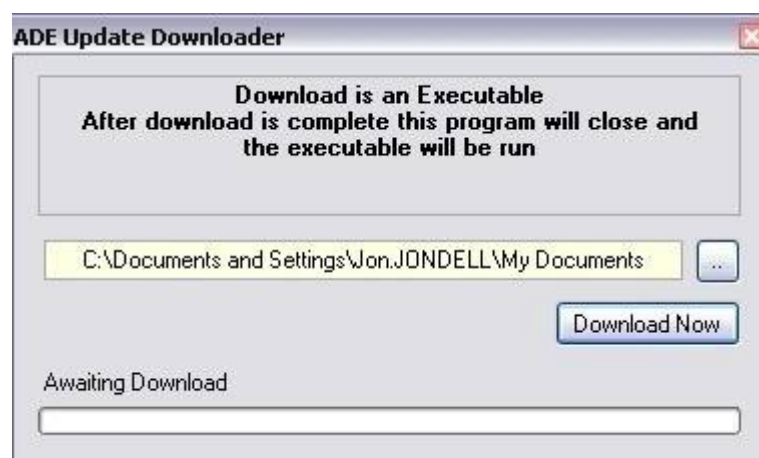 ADE Update Downloader
Download is an Executable
After download is complete this program will close and
the executable will be run
C:\Documents and Settings\Jon.JONDELL\My Documents
..
Download Now
Awaiting Download